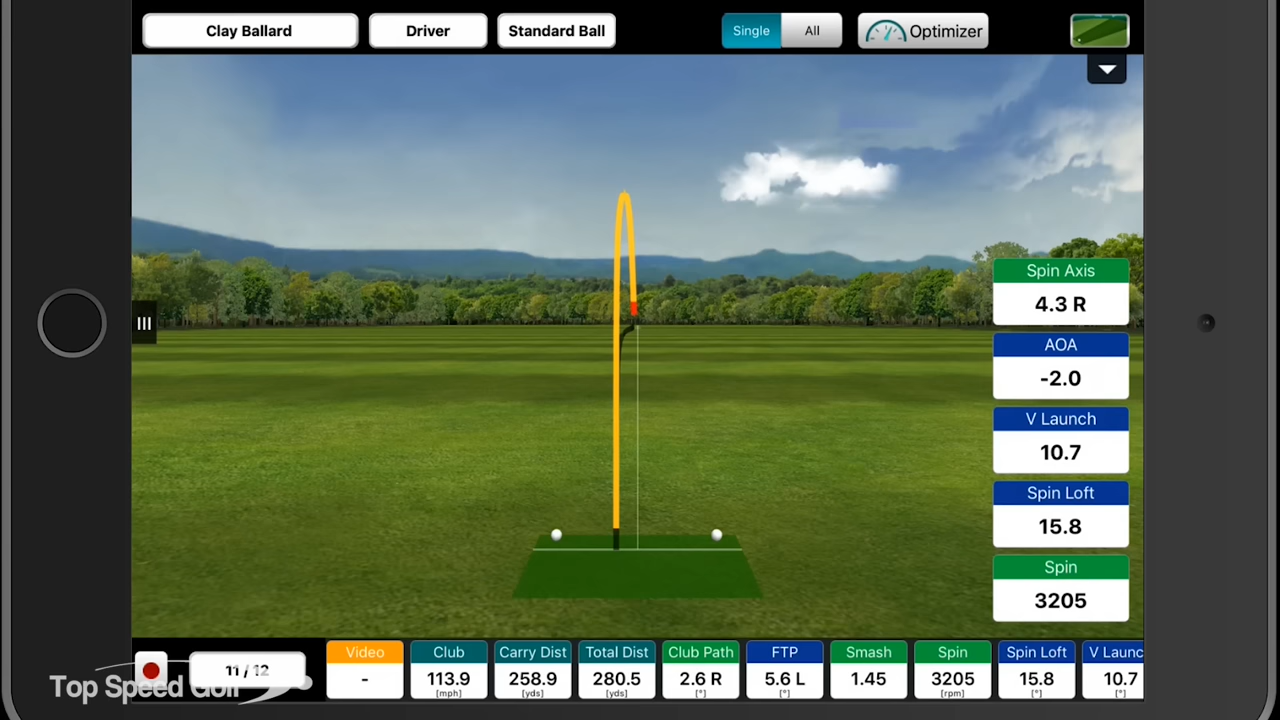 Clay Ballard
Driver
Standard Ball
Single
All
Optimizer
Spin Axis
4.3 R
AOA
-2.0
V Launch
10.7
Spin Loft
15.8
Spin
3205
11 / 12
Video
-
Club
113.9
[mph]
Carry Dist
258.9
[yds]
Total Dist
280.5
[yds]
Club Path
2.6 R
[°]
FTP
5.6 L
[°]
Smash
1.45
Spin
3205
[rpm]
Spin Loft
15.8
[°]
V Launc
10.7
[°]
Top Speed Golf